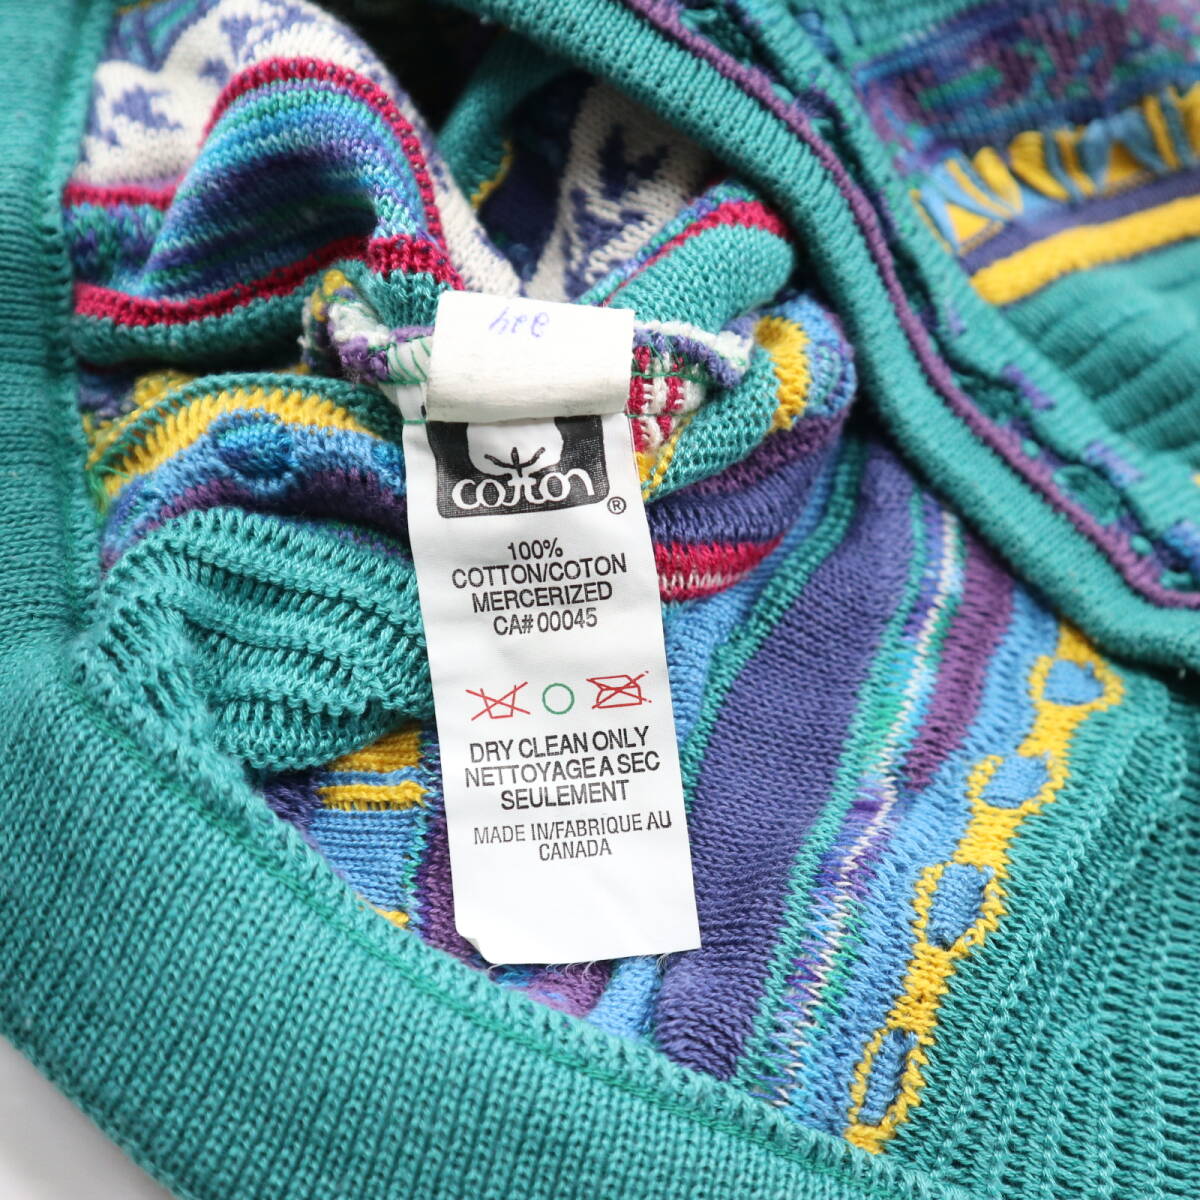 cotton
®
100%
COTTON/COTON
MERCERIZED
CA# 00045
DRY CLEAN ONLY
NETTOYAGE A SEC
SEULEMENT
MADE IN/FABRIQUE AU
CANADA